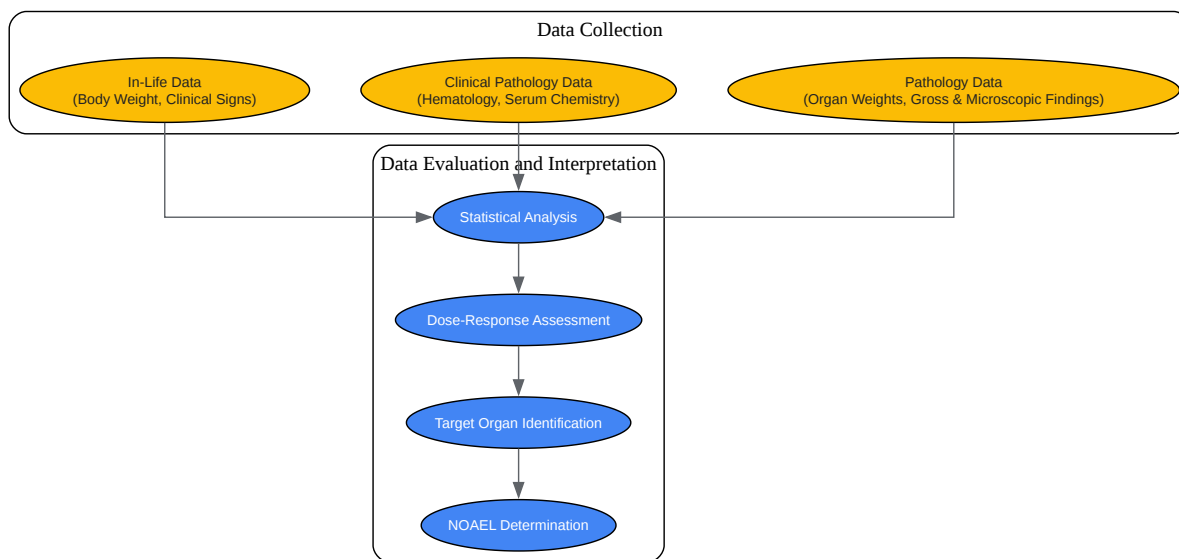 Data Collection
In-Life Data
(Body Weight, Clinical Signs)
Clinical Pathology Data
(Hematology, Serum Chemistry)
Pathology Data
(Organ Weights, Gross & Microscopic Findings)
Data Evaluation and Interpretation
Statistical Analysis
Dose-Response Assessment
Target Organ Identification
NOAEL Determination